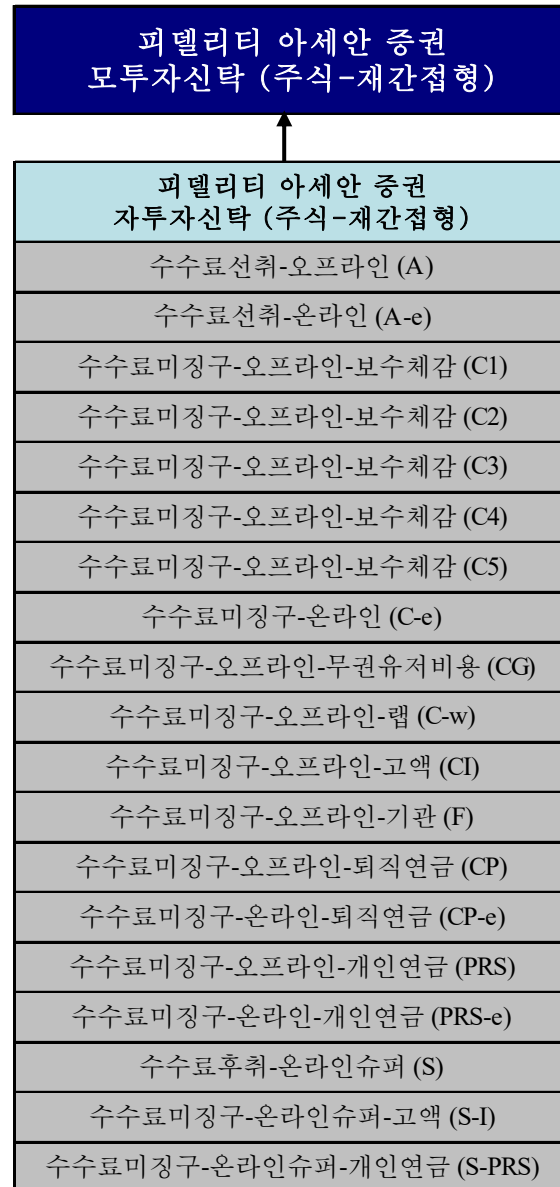 피델리티 아세안 증권
모투자신탁 (주식-재간접형)
피델리티 아세안 증권
자투자신탁 (주식-재간접형)
수수료선취-오프라인 (A)
수수료선취-온라인 (A-e)
수수료미징구-오프라인-보수체감 (C1)
수수료미징구-오프라인-보수체감 (C2)
수수료미징구-오프라인-보수체감 (C3)
수수료미징구-오프라인-보수체감 (C4)
수수료미징구-오프라인-보수체감 (C5)
수수료미징구-온라인 (C-e)
수수료미징구-오프라인-무권유저비용 (CG)
수수료미징구-오프라인-랩 (C-w)
수수료미징구-오프라인-고액 (CI)
수수료미징구-오프라인-기관 (F)
수수료미징구-오프라인-퇴직연금 (CP)
수수료미징구-온라인-퇴직연금 (CP-e)
수수료미징구-오프라인-개인연금 (PRS)
수수료미징구-온라인-개인연금 (PRS-e)
수수료후취-온라인슈퍼 (S)
수수료미징구-온라인슈퍼-고액 (S-I)
수수료미징구-온라인슈퍼-개인연금 (S-PRS)